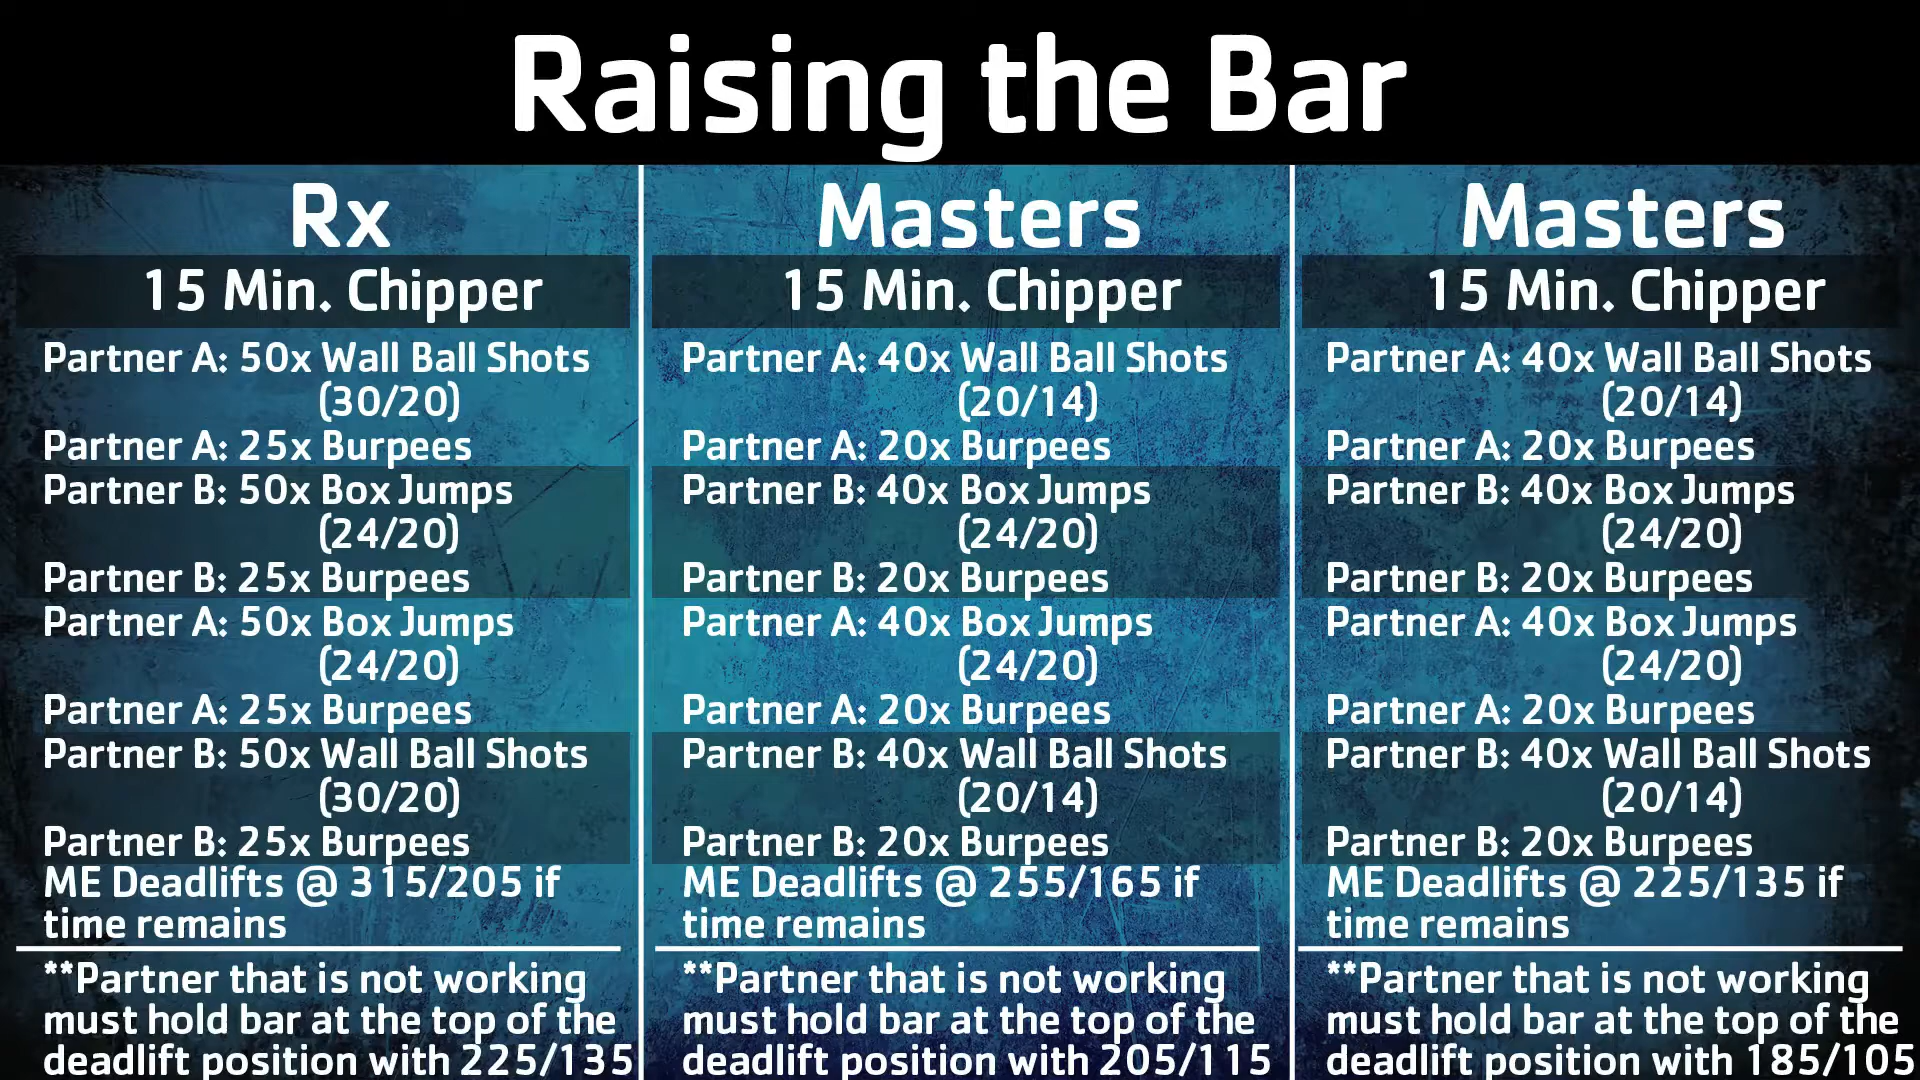 Raising the Bar
Rx
15 Min. Chipper
Partner A: 50x Wall Ball Shots
(30/20)
Partner A: 25x Burpees
Partner B: 50x Box Jumps
(24/20)
Partner B: 25x Burpees
Partner A: 50x Box Jumps
(24/20)
Partner A: 25x Burpees
Partner B: 50x Wall Ball Shots
(30/20)
Partner B: 25x Burpees
ME Deadlifts @ 315/205 if
time remains
**Partner that is not working
must hold bar at the top of the
deadlift position with 225/135
Masters
15 Min. Chipper
Partner A: 40x Wall Ball Shots
(20/14)
Partner A: 20x Burpees
Partner B: 40x Box Jumps
(24/20)
Partner B: 20x Burpees
Partner A: 40x Box Jumps
(24/20)
Partner A: 20x Burpees
Partner B: 40x Wall Ball Shots
(20/14)
Partner B: 20x Burpees
ME Deadlifts @ 255/165 if
time remains
**Partner that is not working
must hold bar at the top of the
deadlift position with 205/115
Masters
15 Min. Chipper
Partner A: 40x Wall Ball Shots
(20/14)
Partner A: 20x Burpees
Partner B: 40x Box Jumps
(24/20)
Partner B: 20x Burpees
Partner A: 40x Box Jumps
(24/20)
Partner A: 20x Burpees
Partner B: 40x Wall Ball Shots
(20/14)
Partner B: 20x Burpees
ME Deadlifts @ 225/135 if
time remains
**Partner that is not working
must hold bar at the top of the
deadlift position with 185/105